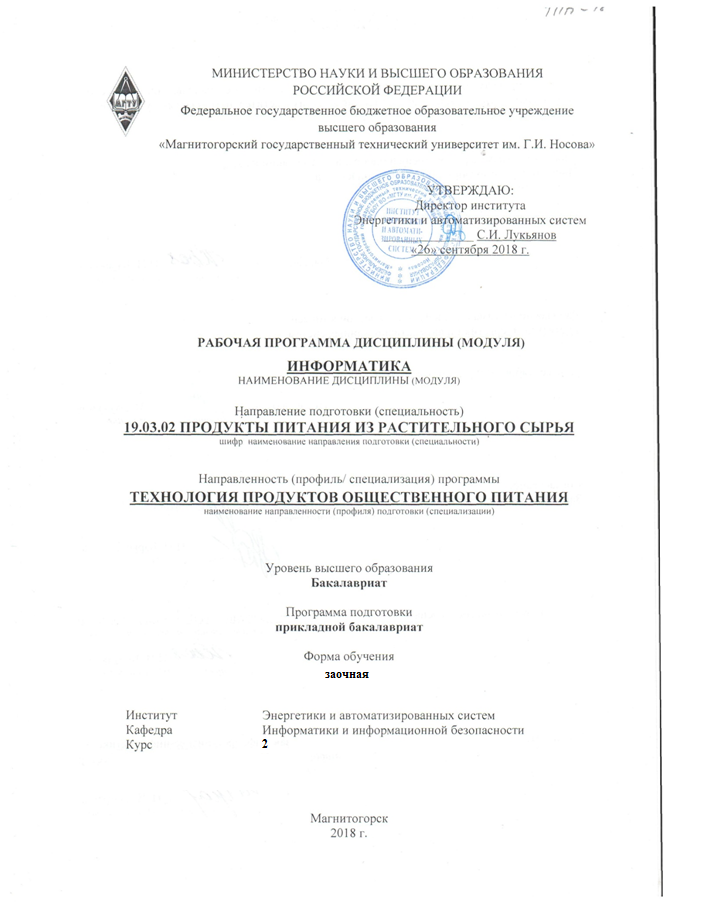 МИНИСТЕРСТВО НАУКИ И ВЫСШЕГО ОБРАЗОВАНИЯ
РОССИЙСКОЙ ФЕДЕРАЦИИ
Федеральное государственное бюджетное образовательное учреждение
высшего образования
«Магнитогорский государственный технический университет им. Г.И. Носова»
МГТУ
УТВЕРЖДАЮ:
Директор института
Энергетики и автоматизированных систем
С.И. Лукьянов
«26» сентября 2018 г.
РАБОЧАЯ ПРОГРАММА ДИСЦИПЛИНЫ (МОДУЛЯ)
ИНФОРМАТИКА
НАИМЕНОВАНИЕ ДИСЦИПЛИНЫ (МОДУЛЯ)
Направление подготовки (специальность)
19.03.02 ПРОДУКТЫ ПИТАНИЯ ИЗ РАСТИТЕЛЬНОГО СЫРЬЯ
шифр наименование направления подготовки (специальности)
Направленность (профиль/ специализация) программы
ТЕХНОЛОГИЯ ПРОДУКТОВ ОБЩЕСТВЕННОГО ПИТАНИЯ
наименование направленности (профиля) подготовки (специализации)
Уровень высшего образования
Бакалавриат
Программа подготовки
прикладной бакалавриат
Форма обучения
заочная
Институт Энергетики и автоматизированных систем
Кафедра Информатики и информационной безопасности
Курс 2
Магнитогорск
2018 г.